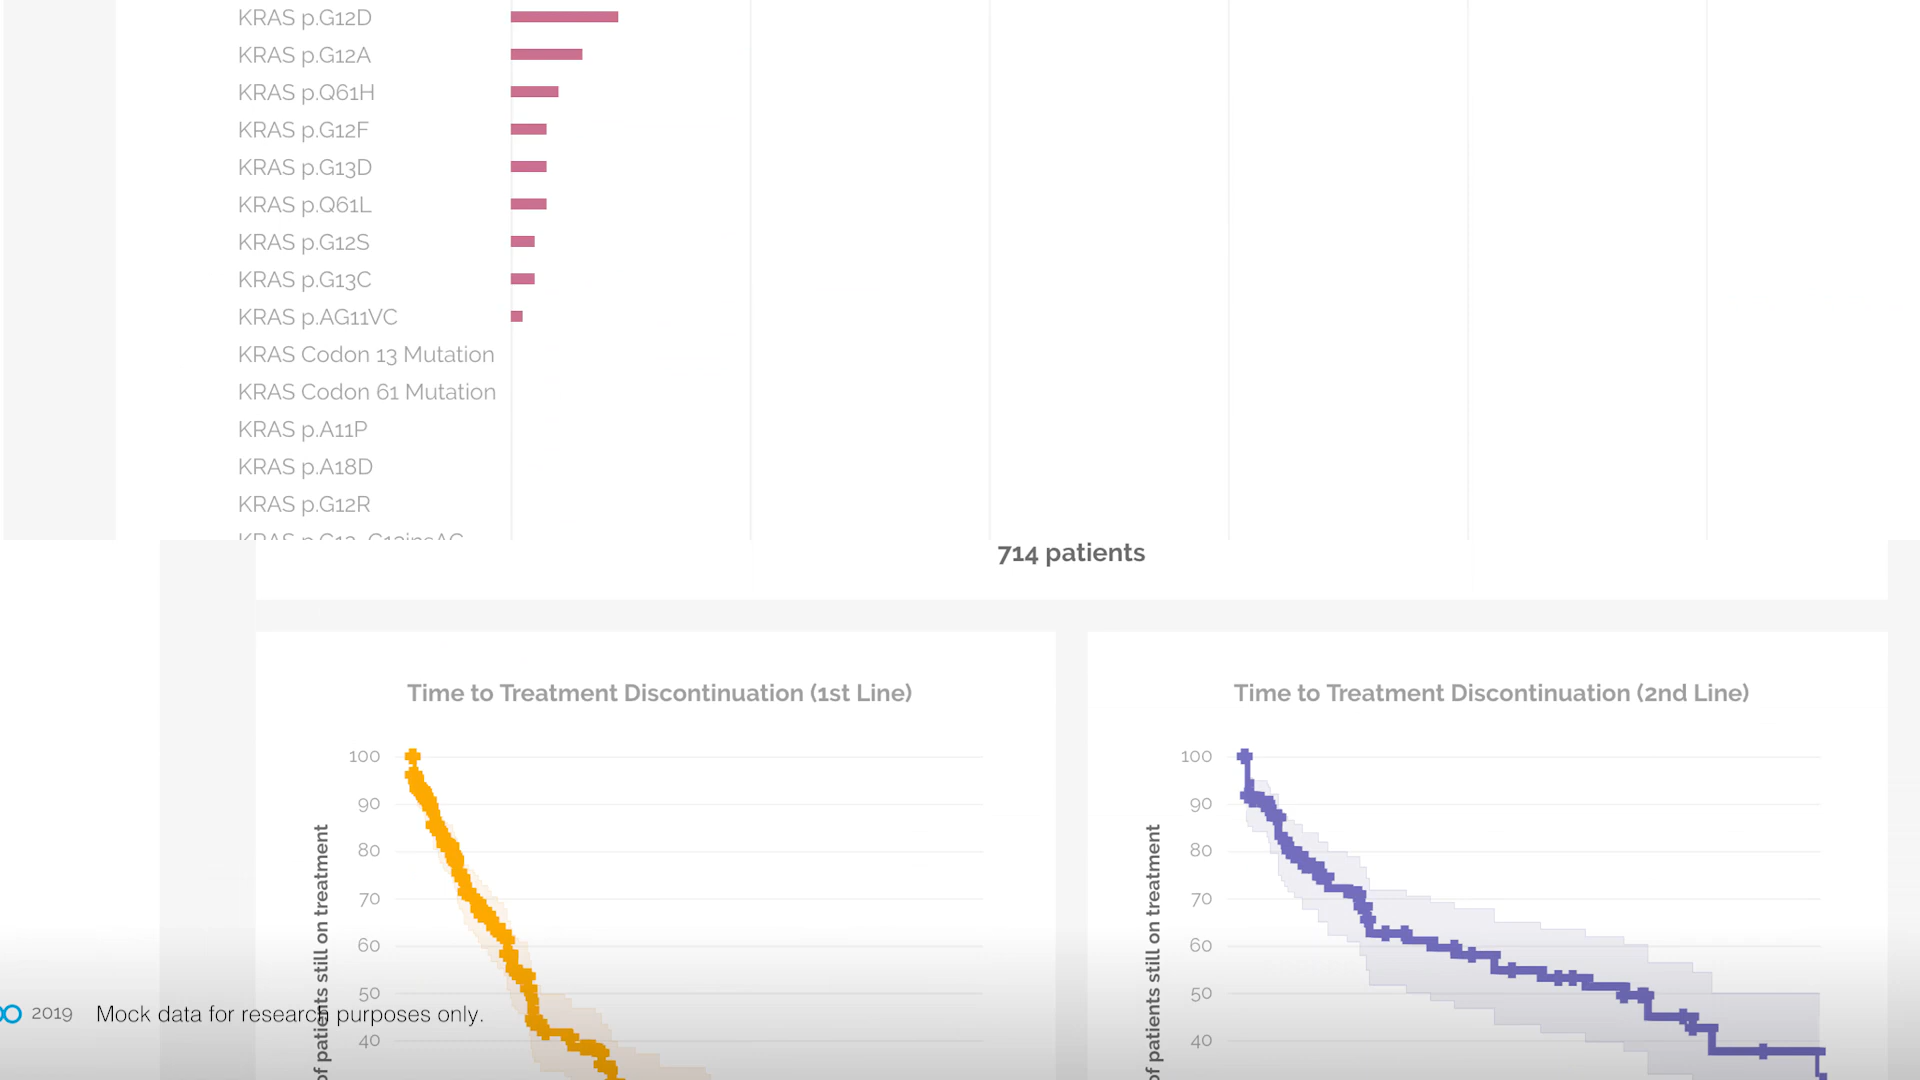 KRAS p.G12D
KRAS p.G12A
KRAS p.Q61H
KRAS p.G12F
KRAS p.G13D
KRAS p.Q61L
KRAS p.G12S
KRAS p.G13C
KRAS p.AG11VC
KRAS Codon 13 Mutation
KRAS Codon 61 Mutation
KRAS p.A11P
KRAS p.A18D
KRAS p.G12R
714 patients
Time to Treatment Discontinuation (1st Line)
100
90
80
70
60
50
40
of patients still on treatment
Time to Treatment Discontinuation (2nd Line)
100
90
80
70
60
50
40
of patients still on treatment
2019 Mock data for research purposes only.